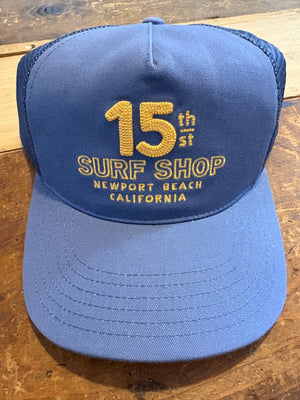 15th
st
SURF SHOP
NEWPORT BEACH
CALIFORNIA